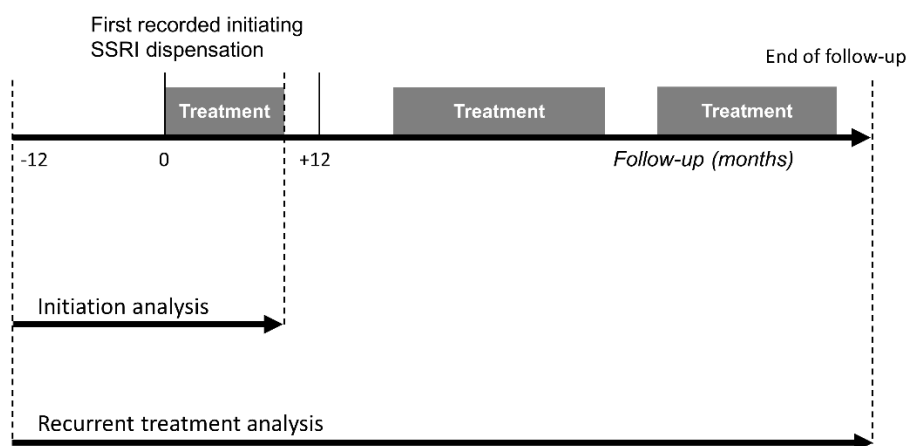 First recorded initiating
SSRI dispensation
End of follow-up
Treatment
Treatment
Treatment
-12
0
+12
Follow-up (months)
Initiation analysis
Recurrent treatment analysis